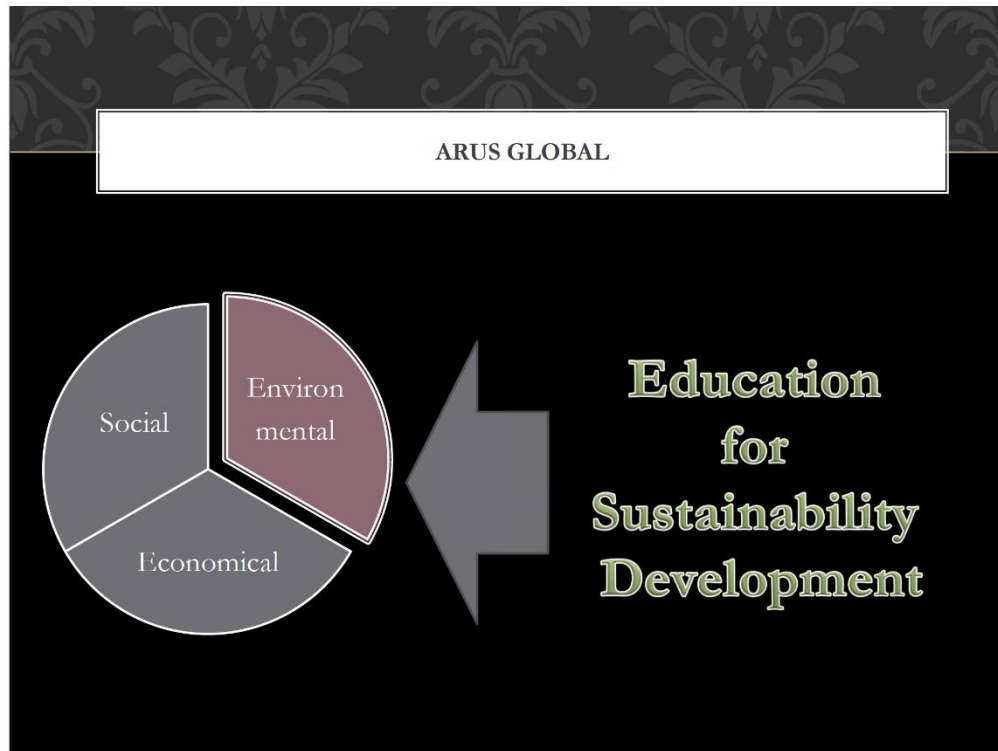 ARUS GLOBAL
Social
Environ
mental
Economical
Education
for
Sustainability
Development